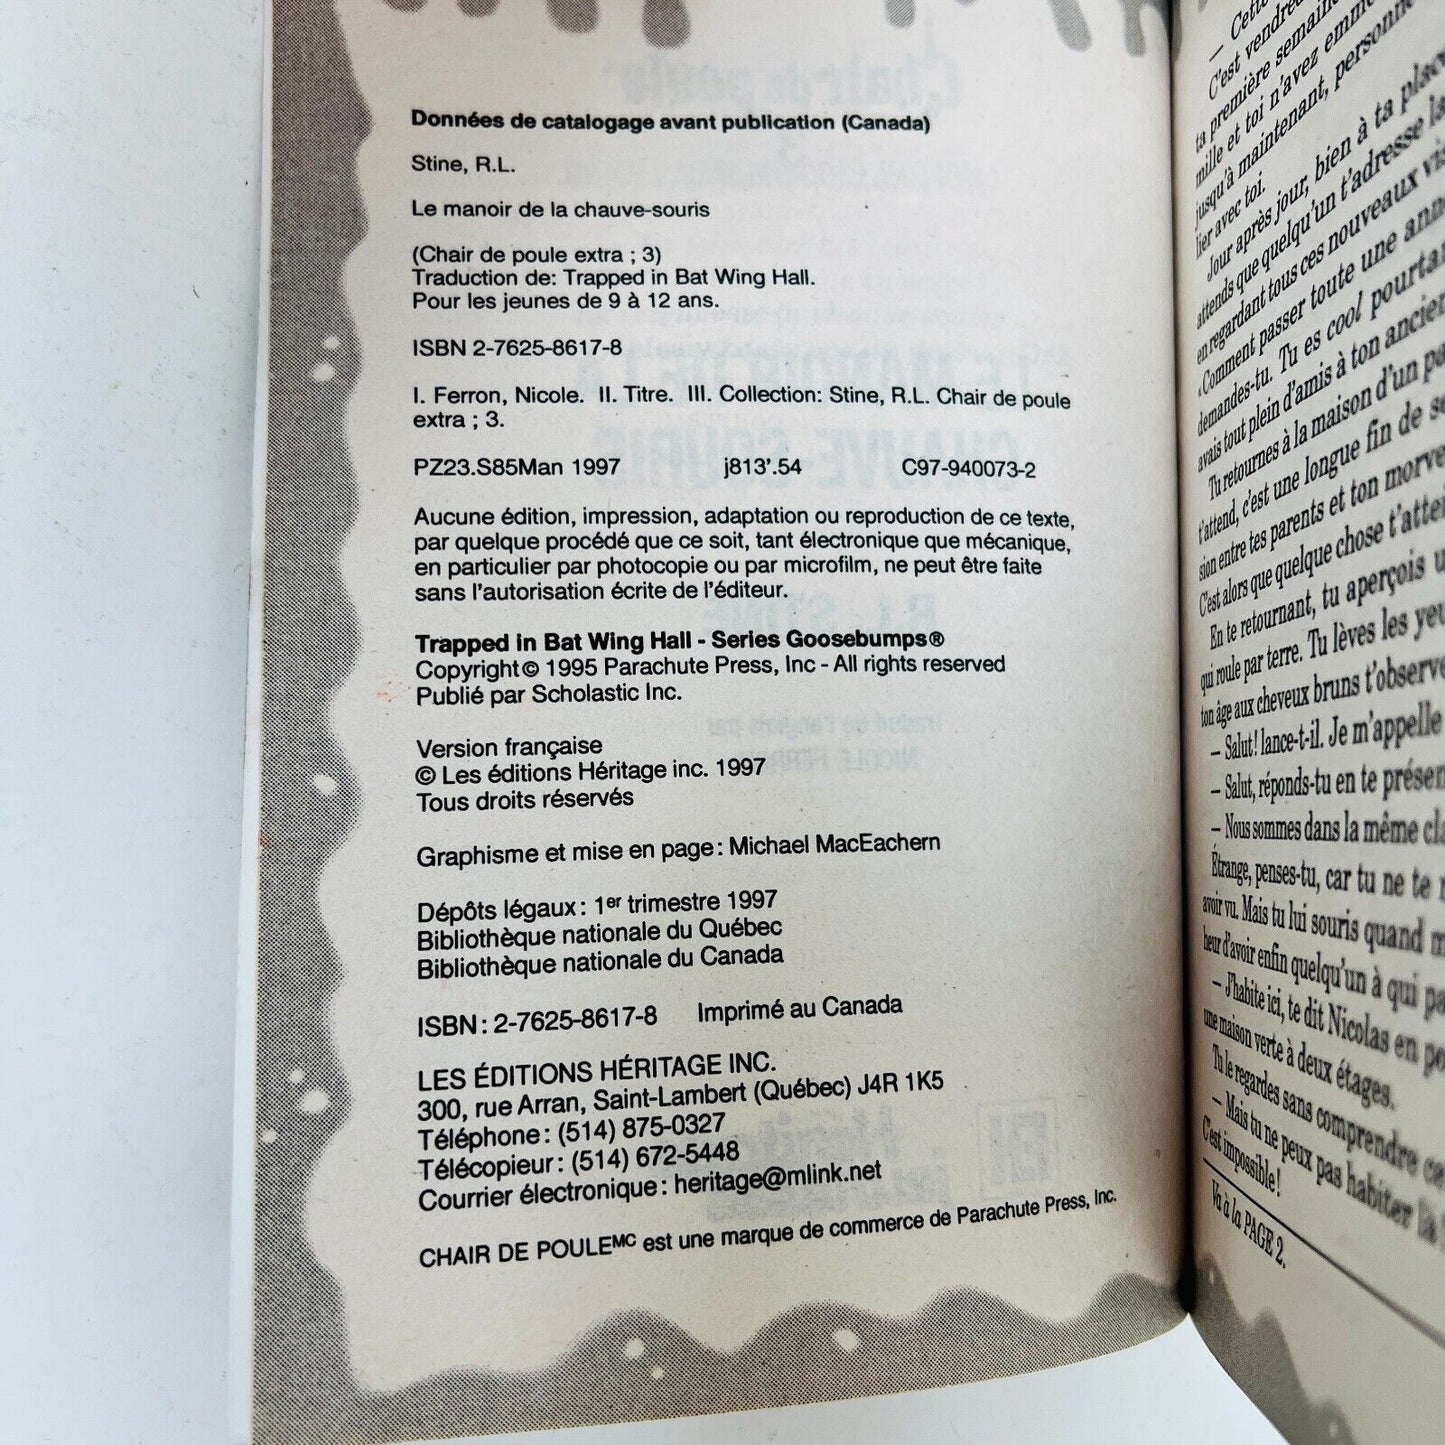 Données de catalogage avant publication (Canada)
Stine, R.L.
Le manoir de la chauve-souris
(Chair de poule extra ; 3)
Traduction de: Trapped in Bat Wing Hall.
Pour les jeunes de 9 à 12 ans.
ISBN 2-7625-8617-8
I. Ferron, Nicole. II. Titre. III. Collection: Stine, R.L. Chair de poule
extra ; 3.
PZ23.S85Man 1997 j813'.54 C97-940073-2
Aucune édition, impression, adaptation ou reproduction de ce texte,
par quelque procédé que ce soit, tant électronique que mécanique,
en particulier par photocopie ou par microfilm, ne peut être faite
sans l'autorisation écrite de l'éditeur.
Trapped in Bat Wing Hall - Series Goosebumps®
Copyright © 1995 Parachute Press, Inc - All rights reserved
Publié par Scholastic Inc.
Version française
© Les éditions Héritage inc. 1997
Tous droits réservés
Graphisme et mise en page: Michael MacEachern
Dépôts légaux: 1er trimestre 1997
Bibliothèque nationale du Québec
Bibliothèque nationale du Canada
ISBN: 2-7625-8617-8 Imprimé au Canada
LES ÉDITIONS HÉRITAGE INC.
300, rue Arran, Saint-Lambert (Québec) J4R 1K5
Téléphone: (514) 875-0327
Télécopieur: (514) 672-5448
Courrier électronique: heritage@mlink.net
CHAIR DE POULEMC est une marque de commerce de Parachute Press, Inc.
— Cette
C'est vendre
ta première semaine
mille et toi n'avez emme
jusqu'à maintenant, personn
lier avec toi.
Jour après jour, bien à ta place
attends que quelqu'un t'adresse la
en regardant tous ces nouveaux vis
«Comment passer toute une ann
demandes-tu. Tu es cool pourtan
avais tout plein d'amis à ton ancien
Tu retournes à la maison d'un pa
t'attend, c'est une longue fin de se
sion entre tes parents et ton morve
C'est alors que quelque chose t'atte
En te retournant, tu aperçois u
qui roule par terre. Tu lèves les yeu
ton âge aux cheveux bruns t'observe
– Salut! lance-t-il. Je m'appelle
– Salut, réponds-tu en te présen
– Nous sommes dans la même cla
Étrange, penses-tu, car tu ne te
avoir vu. Mais tu lui souris quand m
heur d'avoir enfin quelqu'un à qui pa
– J'habite ici, te dit Nicolas en po
une maison verte à deux étages.
Tu le regardes sans comprendre ce
– Mais tu ne peux pas habiter là
C'est impossible!
Va à la PAGE 2.